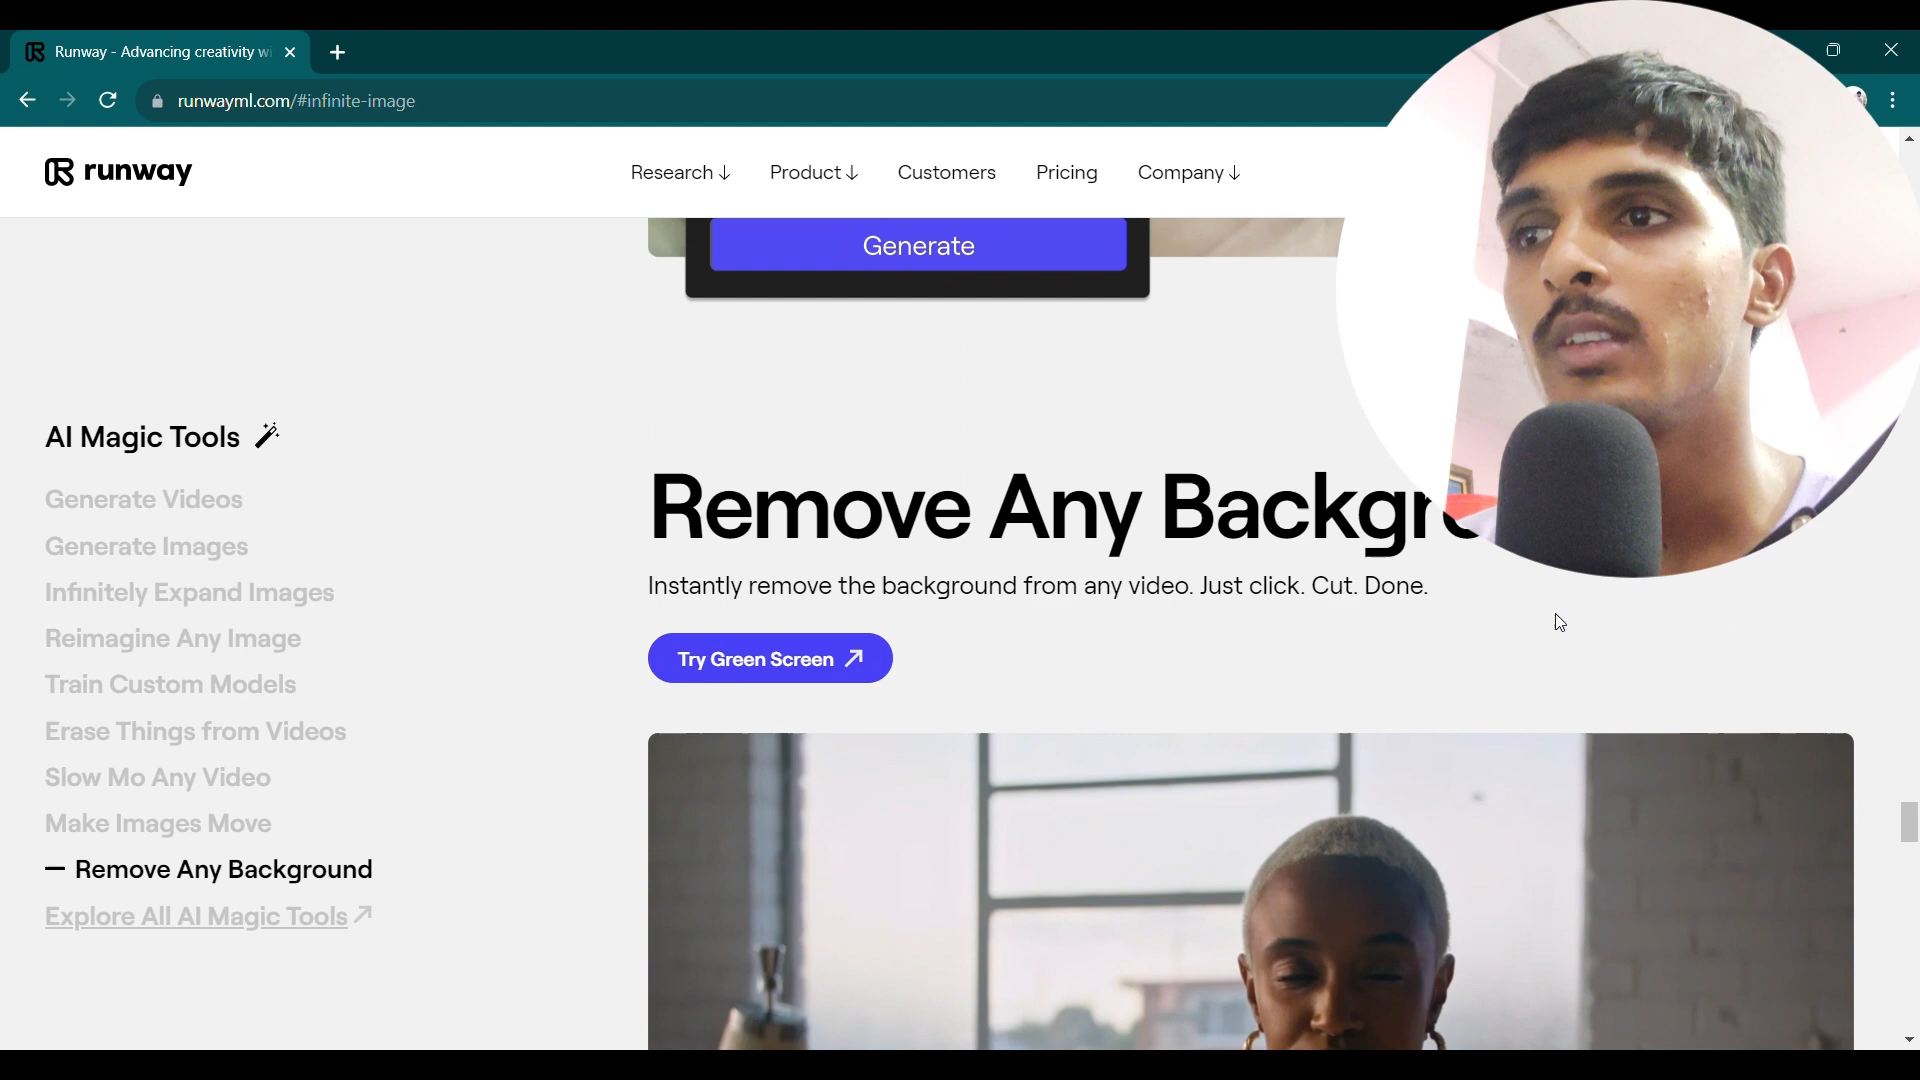 Runway - Advancing creativity wi
runwayml.com/#infinite-image
runway
Research ↓ Product ↓ Customers Pricing Company ↓
Generate
AI Magic Tools
Generate Videos
Generate Images
Infinitely Expand Images
Reimagine Any Image
Train Custom Models
Erase Things from Videos
Slow Mo Any Video
Make Images Move
— Remove Any Background
Explore All AI Magic Tools ↗
Remove Any Backgro
Instantly remove the background from any video. Just click. Cut. Done.
Try Green Screen ↗